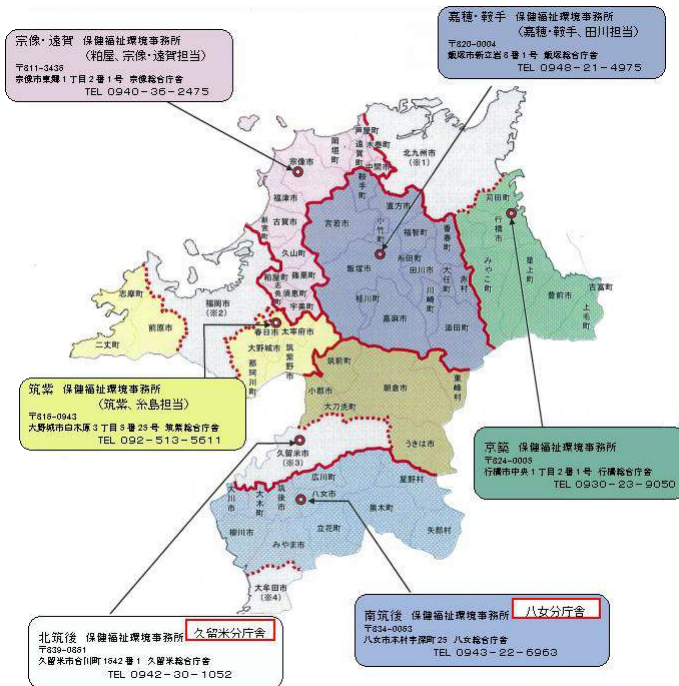 宗像・遠賀 保健福祉環境事務所
(粕屋、宗像・遠賀担当)
〒811-3436
宗像市東郷1丁目2番1号 宗像総合庁舎
TEL 0940-36-2475
嘉穂・鞍手 保健福祉環境事務所
(嘉穂・鞍手、田川担当)
〒820-0004
飯塚市新立岩8番1号 飯塚総合庁舎
TEL 0948-21-4975
芦屋町
岡垣町
遠賀町
水巻町
中間市
北九州市
(※1)
宗像市
鞍手町
苅田町
福津市
直方市
宮若市
小竹町
福智町
香春町
行橋市
古賀市
新宮町
久山町
糸田町
みやこ町
築上町
粕屋町
篠栗町
飯塚市
田川市
大任町
赤村
吉富町
志免町
須恵町
川崎町
豊前市
上毛町
宇美町
桂川町
志摩町
福岡市
(※2)
嘉麻市
添田町
前原市
春日市
太宰府市
二丈町
大野城市
筑紫野市
那珂川町
筑前町
東峰村
小郡市
朝倉市
大刀洗町
筑紫 保健福祉環境事務所
(筑紫、糸島担当)
〒816-0943
大野城市白木原3丁目5番25号 筑紫総合庁舎
TEL 092-513-5611
久留米市
(※3)
うきは市
京築 保健福祉環境事務所
〒824-0005
行橋市中央1丁目2番1号 行橋総合庁舎
TEL 0930-23-9050
広川町
星野村
大川市
大木町
筑後市
八女市
黒木町
柳川市
立花町
矢部村
みやま市
大牟田市
(※4)
北筑後 保健福祉環境事務所 久留米分庁舎
〒839-0861
久留米市合川町1642番1 久留米総合庁舎
TEL 0942-30-1052
南筑後 保健福祉環境事務所 八女分庁舎
〒834-0063
八女市本村字深町25 八女総合庁舎
TEL 0943-22-6963